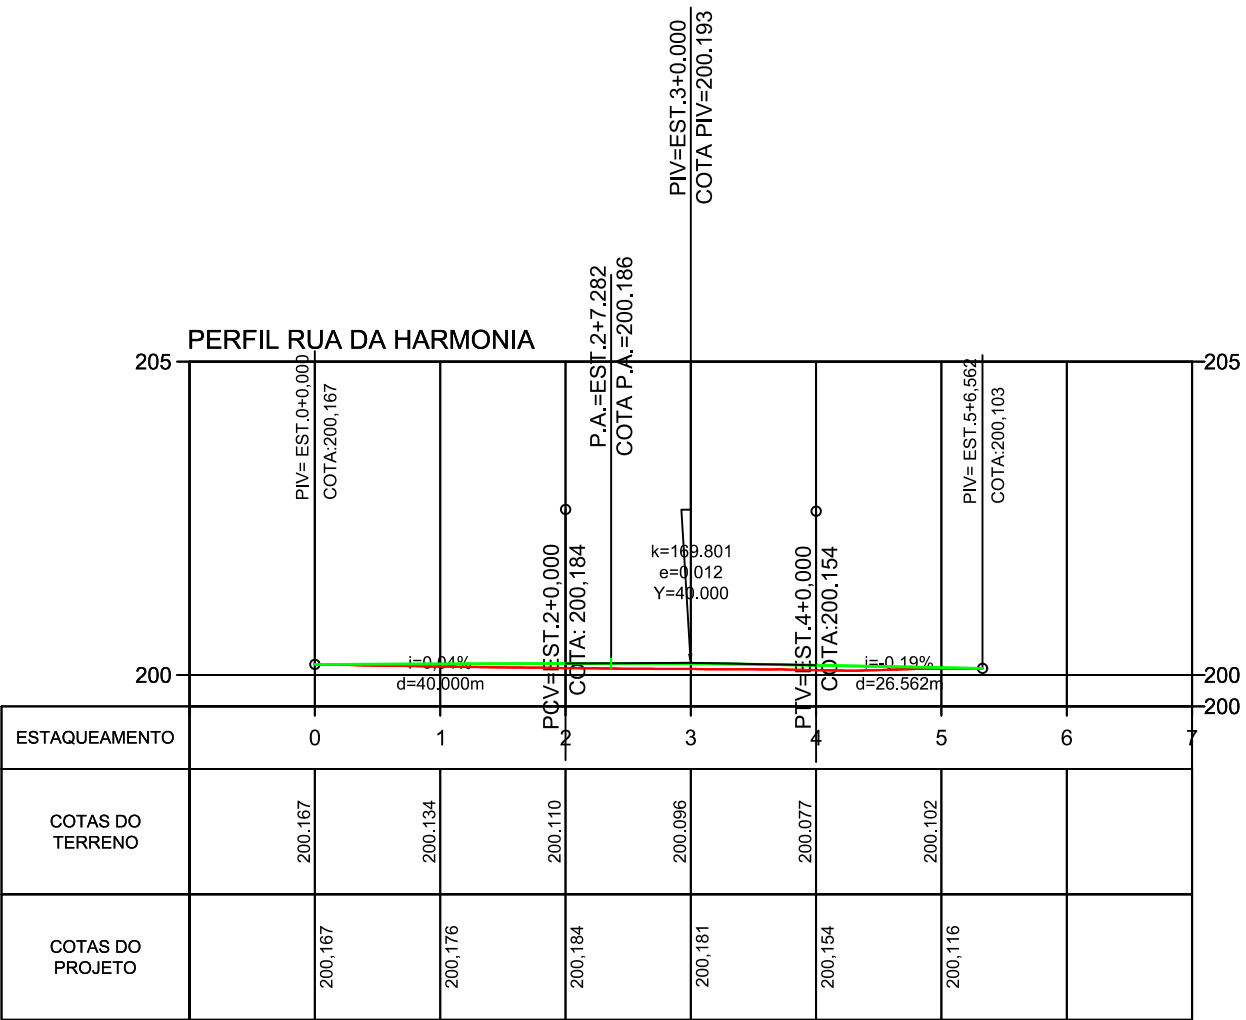 PIV=EST.3+0.000
COTA PIV=200.193
P.A.=EST.2+7.282
COTA P.A.=200.186
PERFIL RUA DA HARMONIA
205
205
PIV= EST.0+0,000
COTA:200,167
PIV= EST.5+6,562
COTA:200,103
k=169.801
e=0.012
Y=40.000
PCV=EST.2+0,000
COTA: 200,184
PTV=EST.4+0,000
COTA:200.154
i=0,04%
d=40.000m
i=-0.19%
d=26.562m
200
200
200
ESTAQUEAMENTO
0 1 2 3 4 5 6 7
COTAS DO
TERRENO
200.167 200.134 200.110 200.096 200.077 200.102
COTAS DO
PROJETO
200,167 200,176 200,184 200,181 200,154 200,116